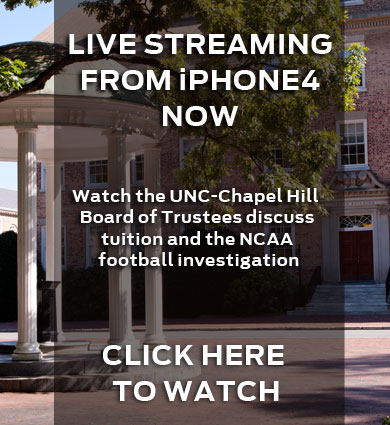 LIVE STREAMING
FROM iPHONE4
NOW
Watch the UNC-Chapel Hill
Board of Trustees discuss
tuition and the NCAA
football investigation
CLICK HERE
TO WATCH